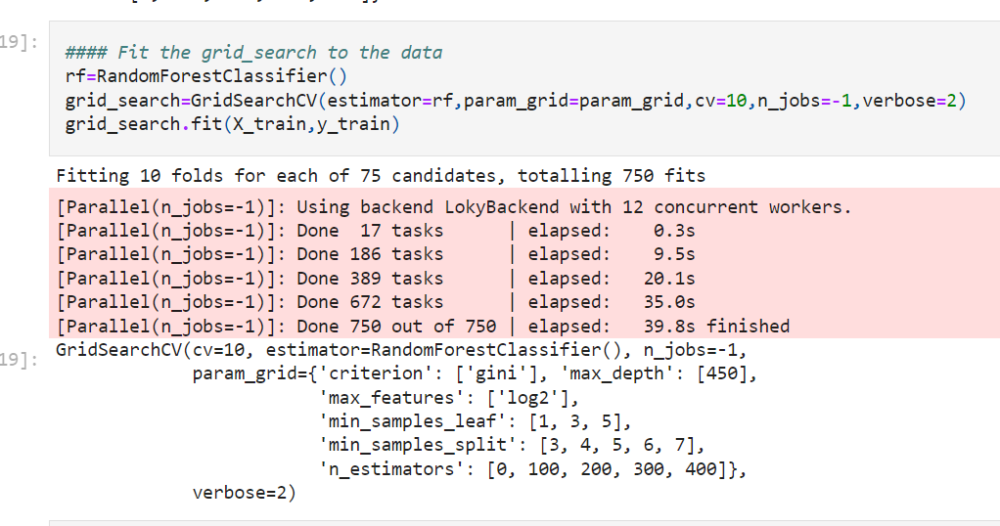 19]:
#### Fit the grid_search to the data
rf=RandomForestClassifier()
grid_search=GridSearchCV(estimator=rf,param_grid=param_grid,cv=10,n_jobs=-1,verbose=2)
grid_search.fit(X_train,y_train)
Fitting 10 folds for each of 75 candidates, totalling 750 fits
[Parallel(n_jobs=-1)]: Using backend LokyBackend with 12 concurrent workers.
[Parallel(n_jobs=-1)]: Done  17 tasks      | elapsed:    0.3s
[Parallel(n_jobs=-1)]: Done 186 tasks      | elapsed:    9.5s
[Parallel(n_jobs=-1)]: Done 389 tasks      | elapsed:   20.1s
[Parallel(n_jobs=-1)]: Done 672 tasks      | elapsed:   35.0s
[Parallel(n_jobs=-1)]: Done 750 out of 750 | elapsed:   39.8s finished
19]:
GridSearchCV(cv=10, estimator=RandomForestClassifier(), n_jobs=-1,
             param_grid={'criterion': ['gini'], 'max_depth': [450],
                         'max_features': ['log2'],
                         'min_samples_leaf': [1, 3, 5],
                         'min_samples_split': [3, 4, 5, 6, 7],
                         'n_estimators': [0, 100, 200, 300, 400]},
             verbose=2)